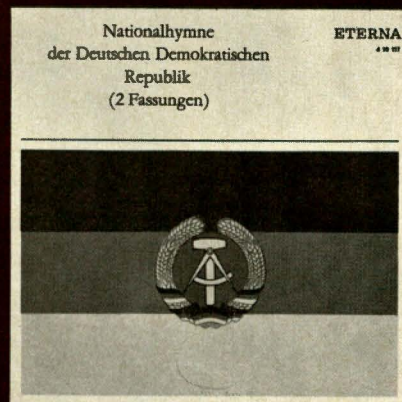 Nationalhymne
der Deutschen Demokratischen
Republik
(2 Fassungen)
ETERNA